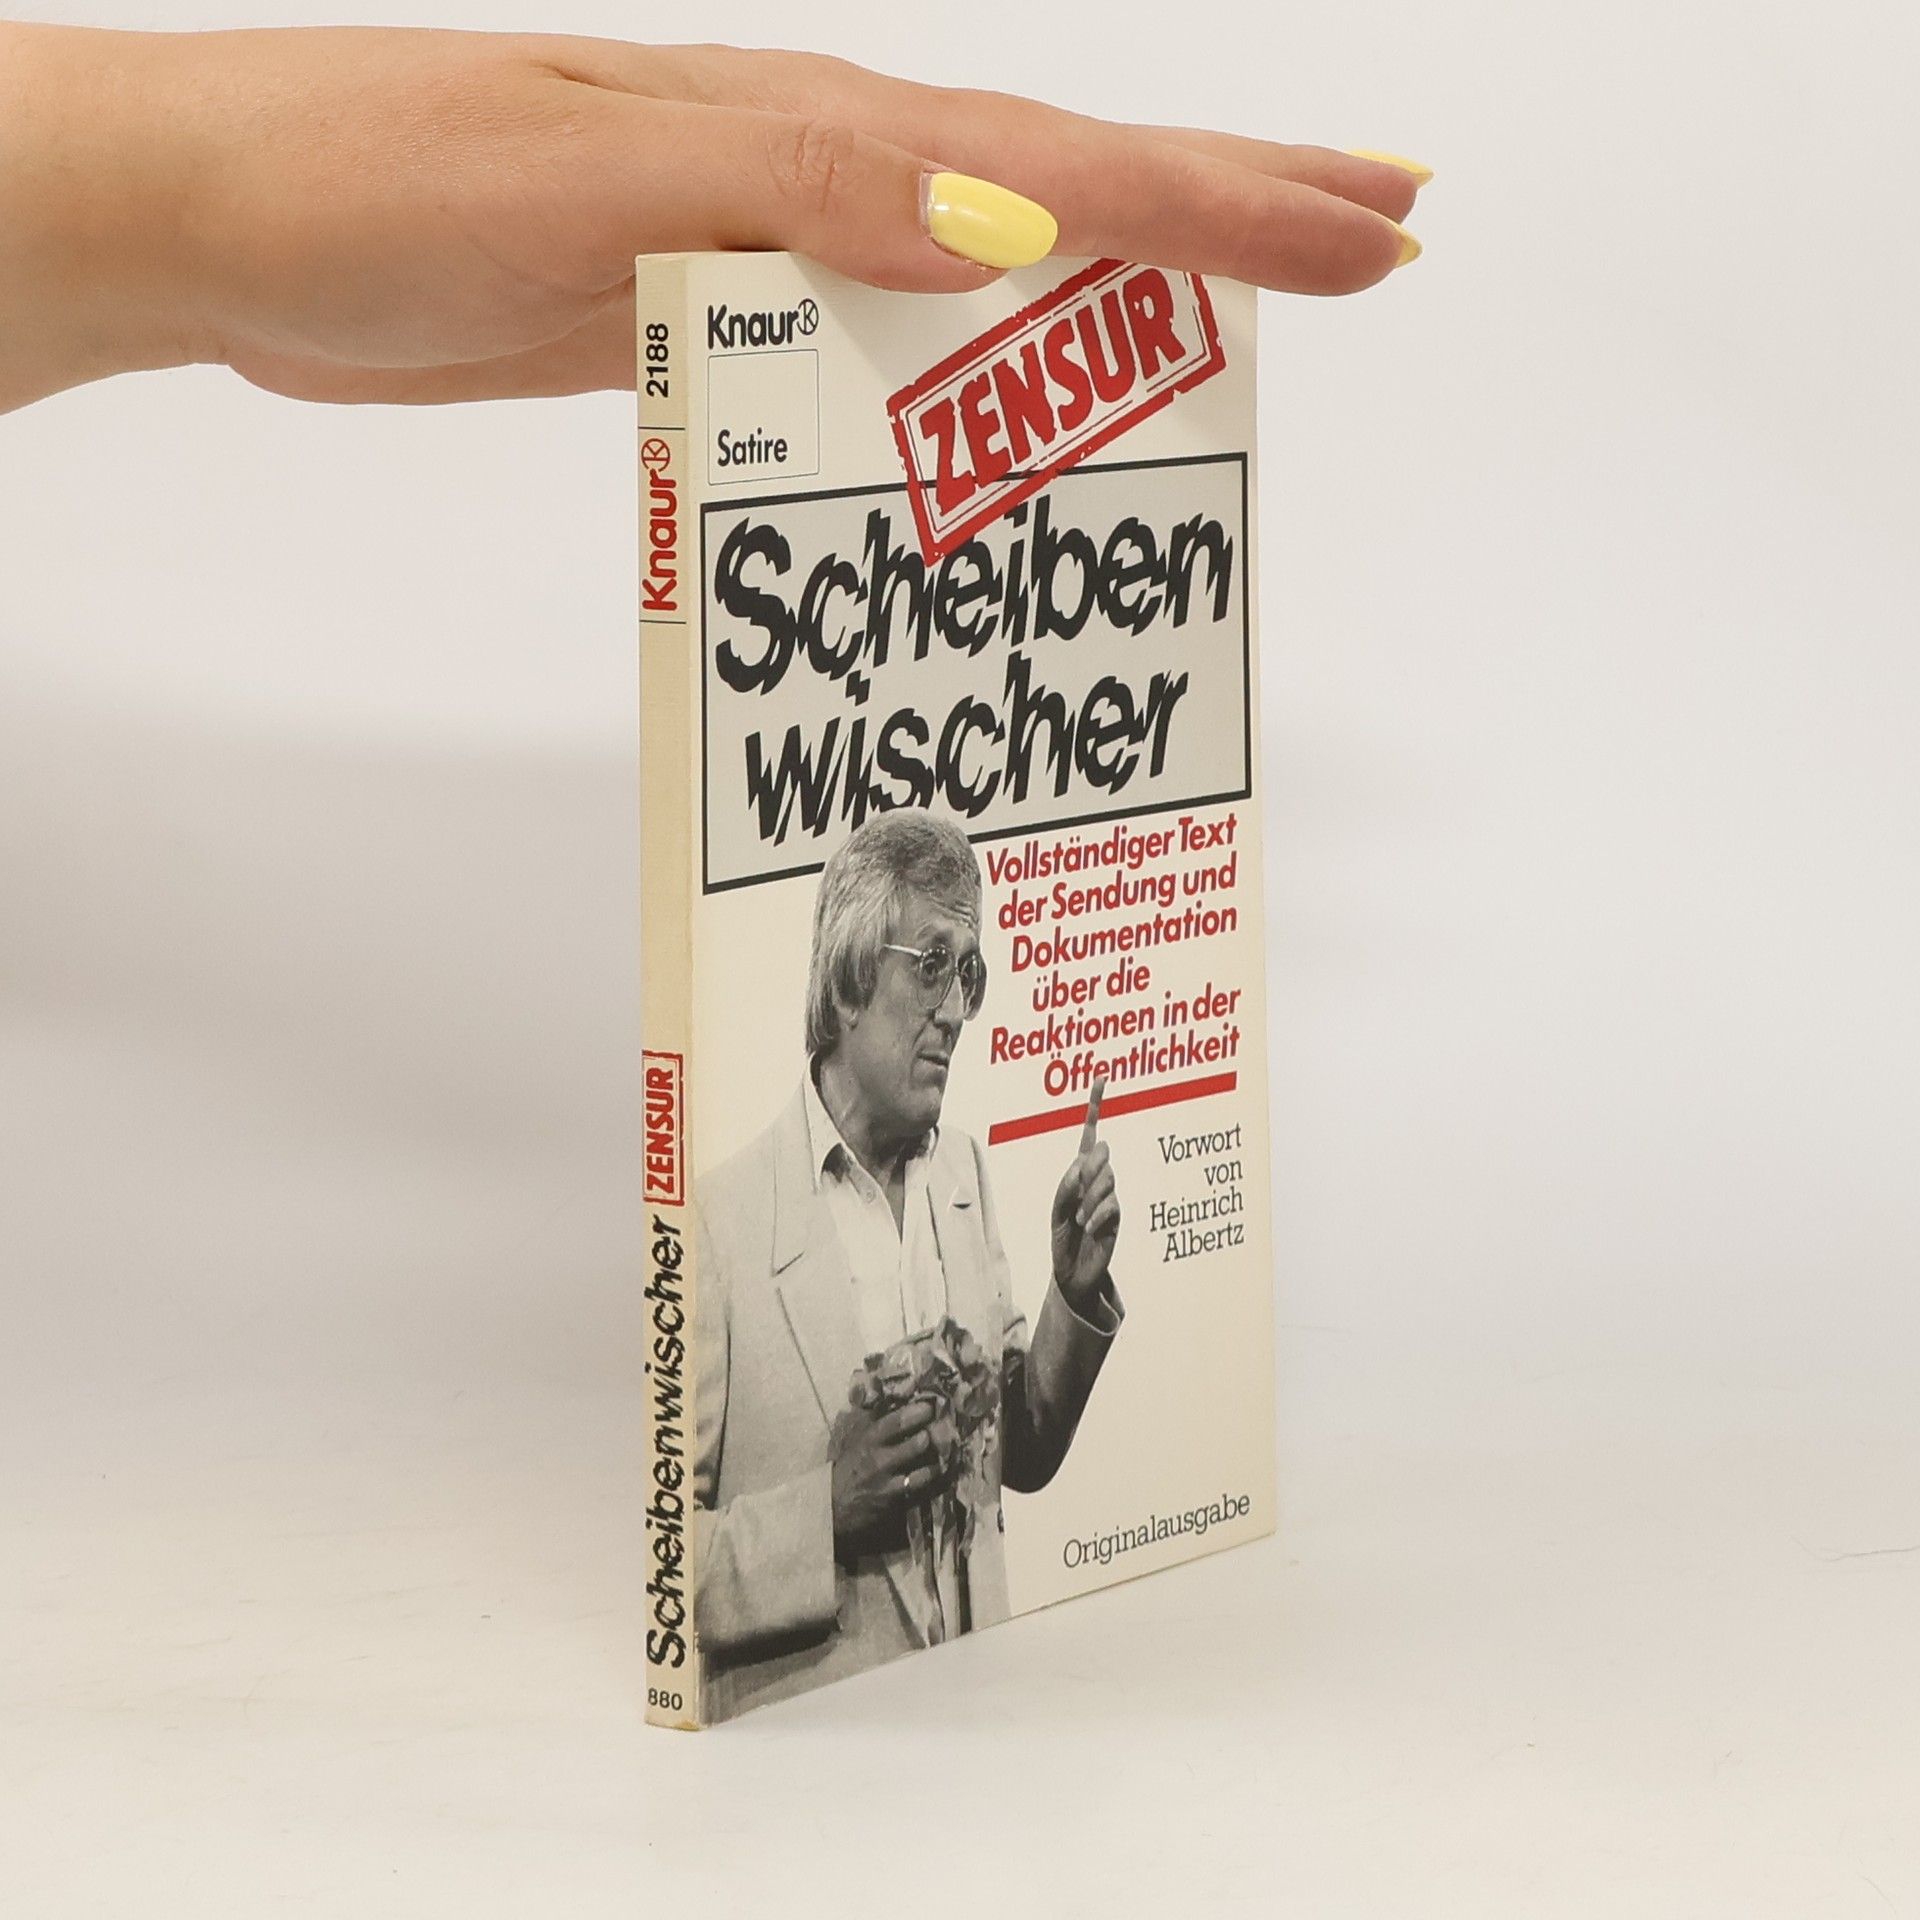 2188
Knaur
ZENSUR
Scheibenwischer
880
Knaur
Satire
ZENSUR
Scheiben
wischer
Vollständiger Text
der Sendung und
Dokumentation
über die
Reaktionen in der
Öffentlichkeit
Vorwort
von
Heinrich
Albertz
Originalausgabe